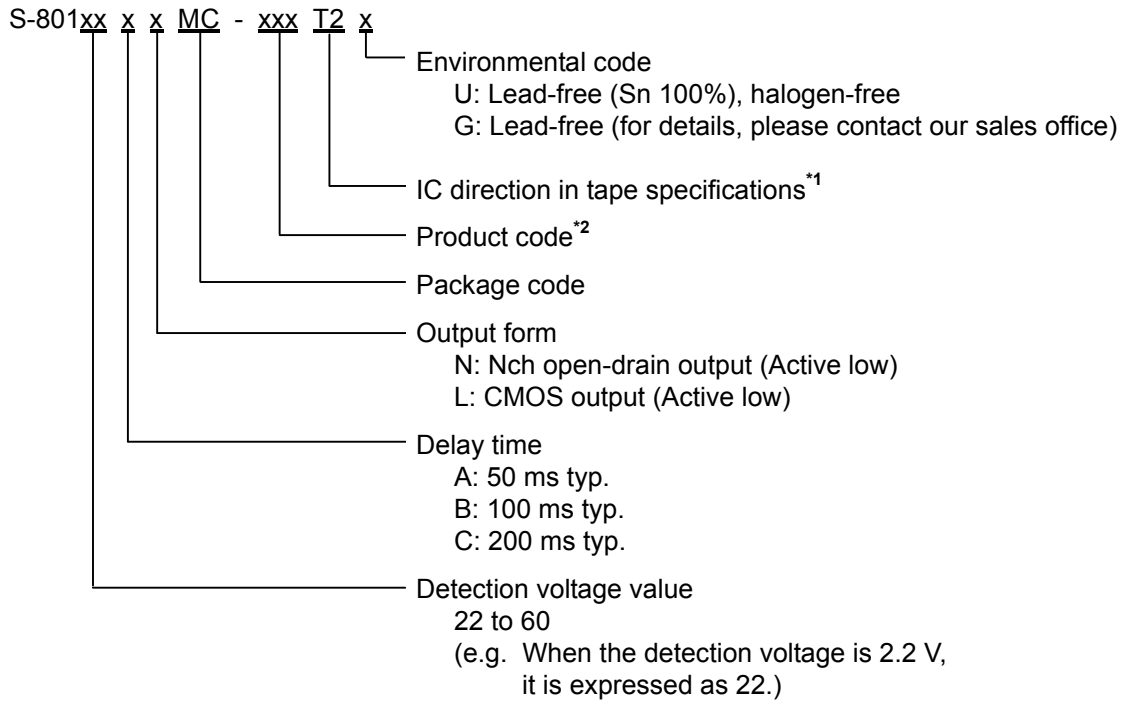 S-801xx x x MC - xxx T2 x
Environmental code
U: Lead-free (Sn 100%), halogen-free
G: Lead-free (for details, please contact our sales office)
IC direction in tape specifications*1
Product code*2
Package code
Output form
N: Nch open-drain output (Active low)
L: CMOS output (Active low)
Delay time
A: 50 ms typ.
B: 100 ms typ.
C: 200 ms typ.
Detection voltage value
22 to 60
(e.g. When the detection voltage is 2.2 V,
it is expressed as 22.)